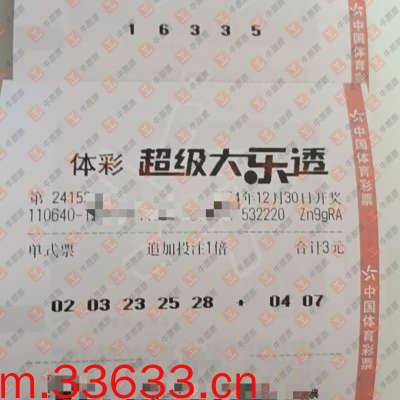 1 6 3 3 5
体彩 超级大乐透
第 2415 年12月30日开奖
110640- 532220 Zn9gRA
单式票 追加投注1倍 合计3元
02 03 23 25 28 + 04 07
中国体育彩票
中国体育彩票
m.33633.cn